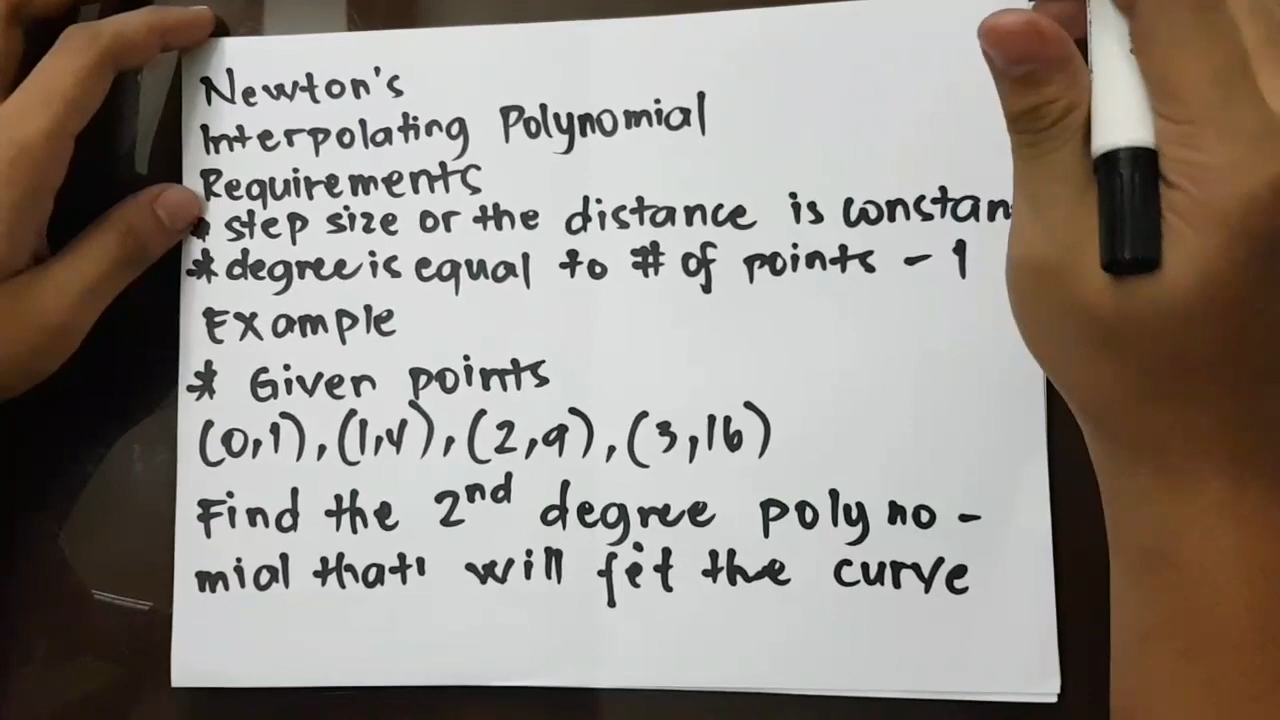 Newton's
Interpolating Polynomial
Requirements
* step size or the distance is constan
* degree is equal to # of points - 1
Example
* Given points
(0,1), (1,4), (2,9), (3,16)
Find the 2nd degree polyno-
mial that will fit the curve